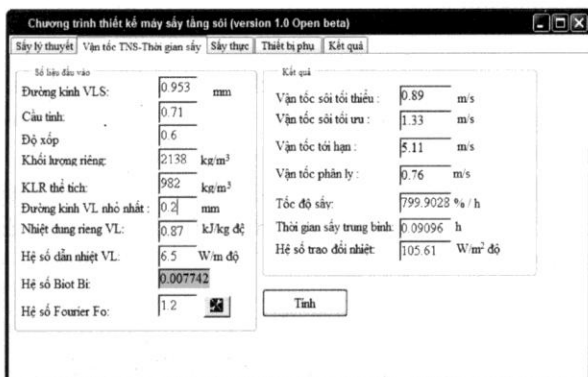 Chương trình thiết kế máy sấy tầng sôi (version 1.0 Open beta)
Sấy lý thuyết Vận tốc TNS-Thời gian sấy Sấy thực Thiết bị phụ Kết quả
Số liệu đầu vào
Đường kính VLS: 0.953 mm
Cầu tính: 0.71
Độ xốp 0.6
Khối lượng riêng: 2138 kg/m³
KLR thể tích: 982 kg/m³
Đường kính VL nhỏ nhất : 0.2 mm
Nhiệt dung riêng VL: 0.87 kJ/kg độ
Hệ số dẫn nhiệt VL: 6.5 W/m độ
Hệ số Biot Bi: 0.007742
Hệ số Fourier Fo: 1.2
Kết quả
Vận tốc sôi tối thiểu : 0.89 m/s
Vận tốc sôi tối ưu : 1.33 m/s
Vận tốc tới hạn : 5.11 m/s
Vận tốc phân ly : 0.76 m/s
Tốc độ sấy: 799.9028 % / h
Thời gian sấy trung bình: 0.09096 h
Hệ số trao đổi nhiệt: 105.61 W/m² độ
Tính